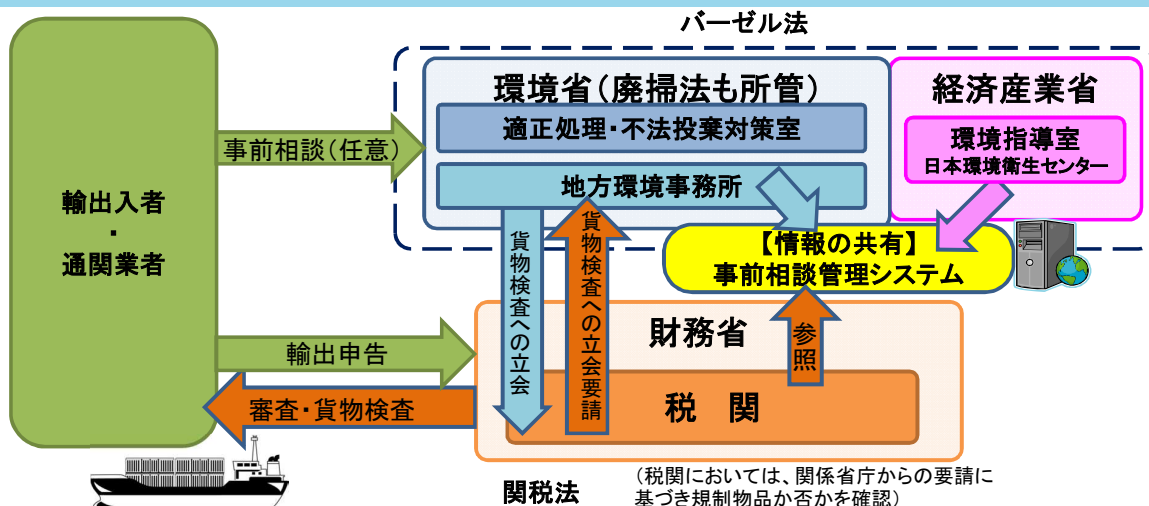 バーゼル法
環境省(廃掃法も所管)
適正処理・不法投棄対策室
地方環境事務所
経済産業省
環境指導室
日本環境衛生センター
輸出入者
・
通関業者
事前相談(任意)
【情報の共有】
事前相談管理システム
貨物検査への立会
貨物検査への立会要請
参照
財務省
税 関
輸出申告
審査・貨物検査
関税法
(税関においては、関係省庁からの要請に
基づき規制物品か否かを確認)